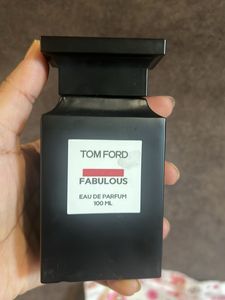 TOM FORD
FABULOUS
EAU DE PARFUM
100 ML